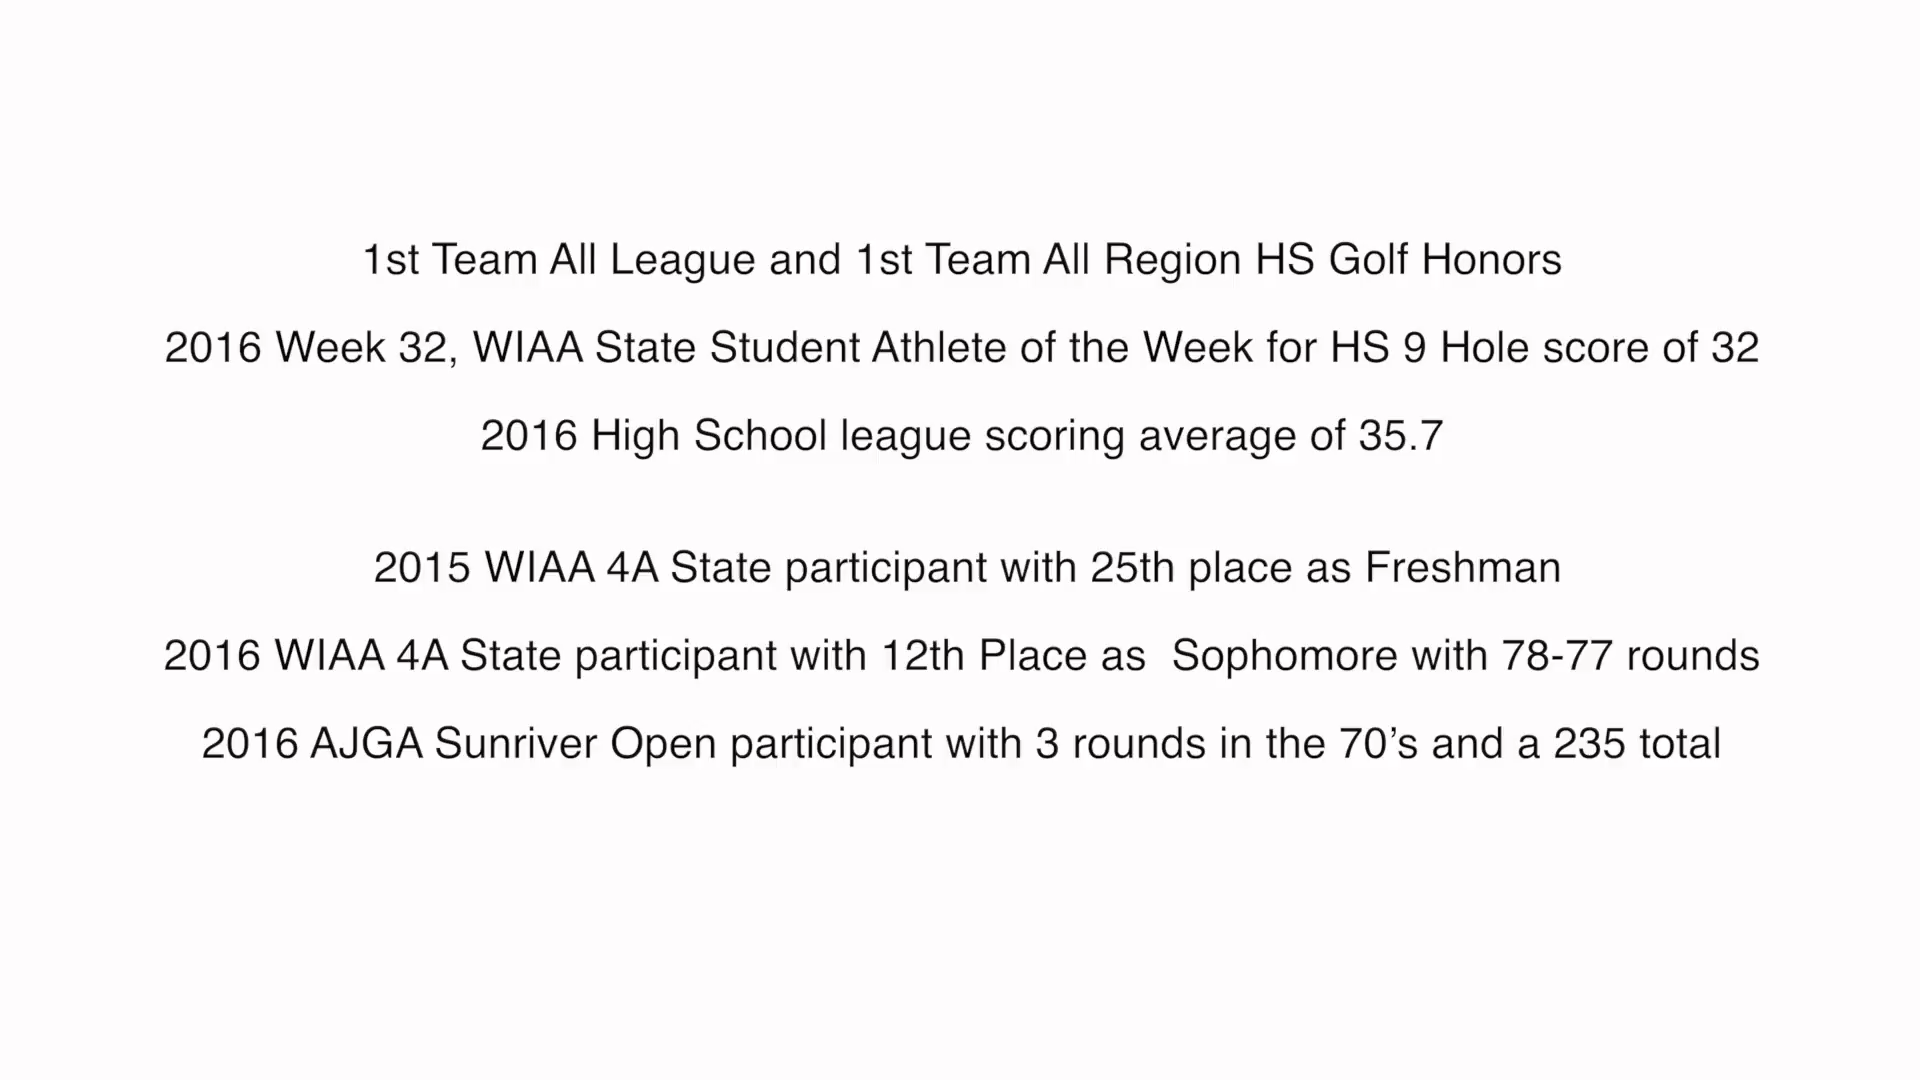 1st Team All League and 1st Team All Region HS Golf Honors
2016 Week 32, WIAA State Student Athlete of the Week for HS 9 Hole score of 32
2016 High School league scoring average of 35.7
2015 WIAA 4A State participant with 25th place as Freshman
2016 WIAA 4A State participant with 12th Place as  Sophomore with 78-77 rounds
2016 AJGA Sunriver Open participant with 3 rounds in the 70’s and a 235 total